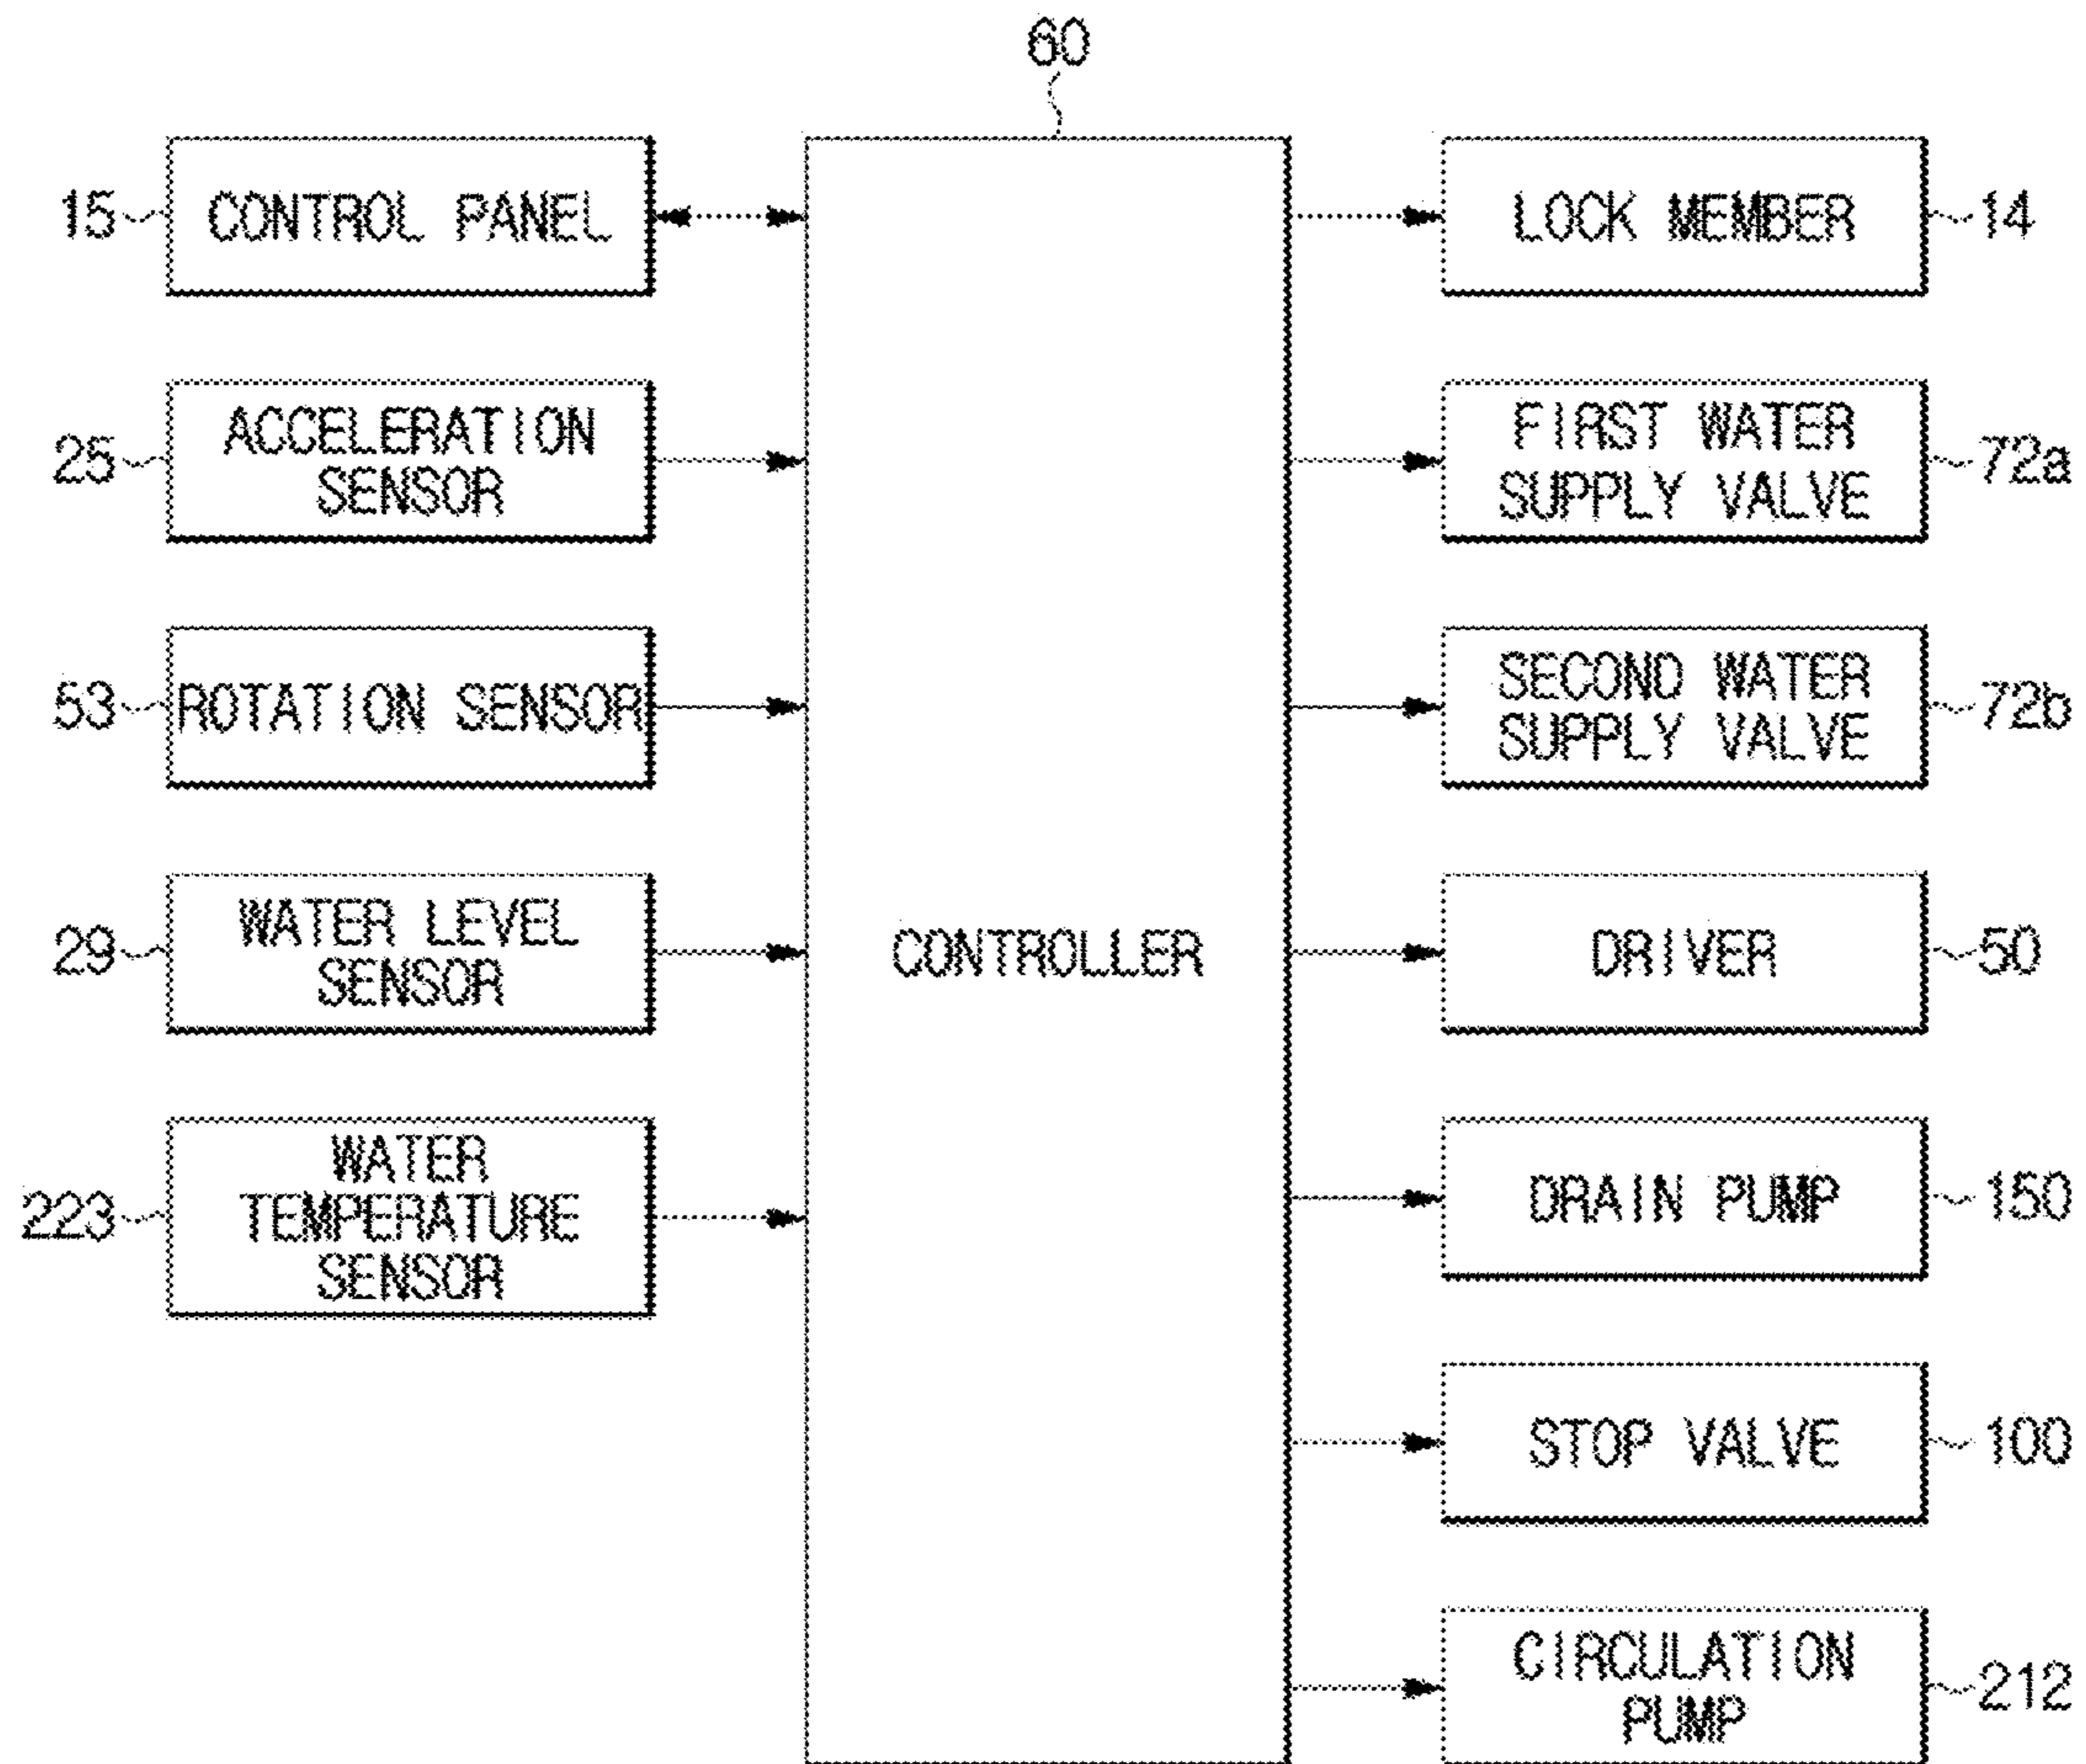 60
15
CONTROL PANEL
LOCK MEMBER
14
25
ACCELERATION
SENSOR
FIRST WATER
SUPPLY VALVE
72a
53
ROTATION SENSOR
SECOND WATER
SUPPLY VALVE
72b
29
WATER LEVEL
SENSOR
CONTROLLER
DRIVER
50
223
WATER
TEMPERATURE
SENSOR
DRAIN PUMP
150
STOP VALVE
100
CIRCULATION
PUMP
212